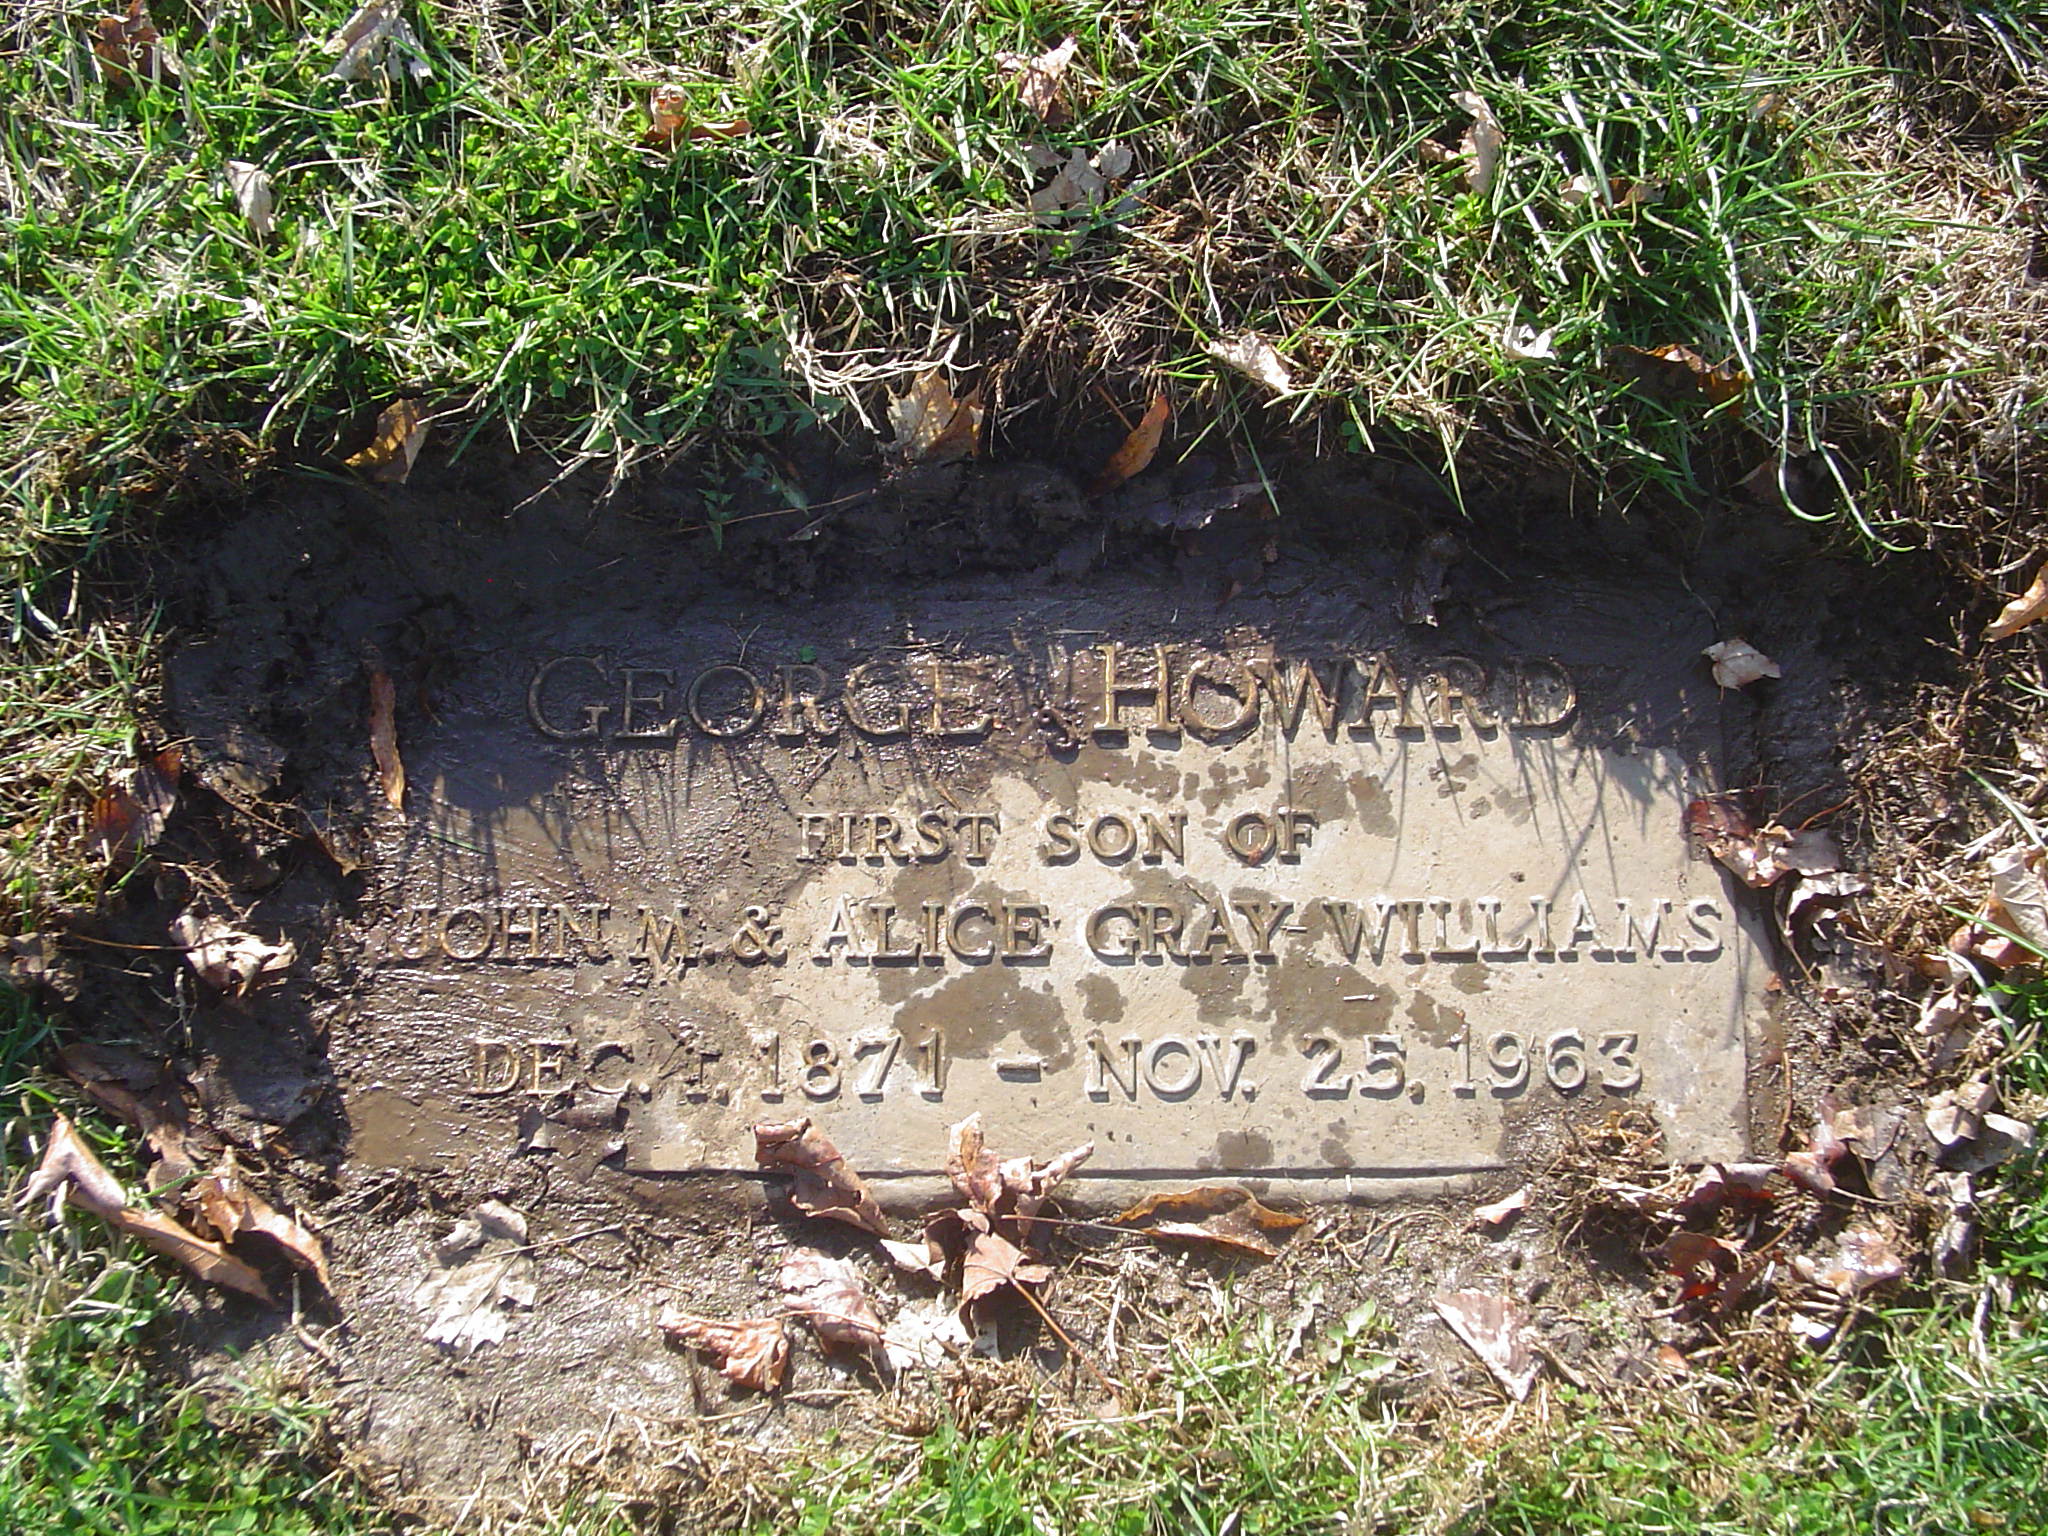 GEORGE HOWARD
FIRST SON OF
JOHN M. & ALICE GRAY WILLIAMS
DEC. 1. 1871 - NOV. 25, 1963